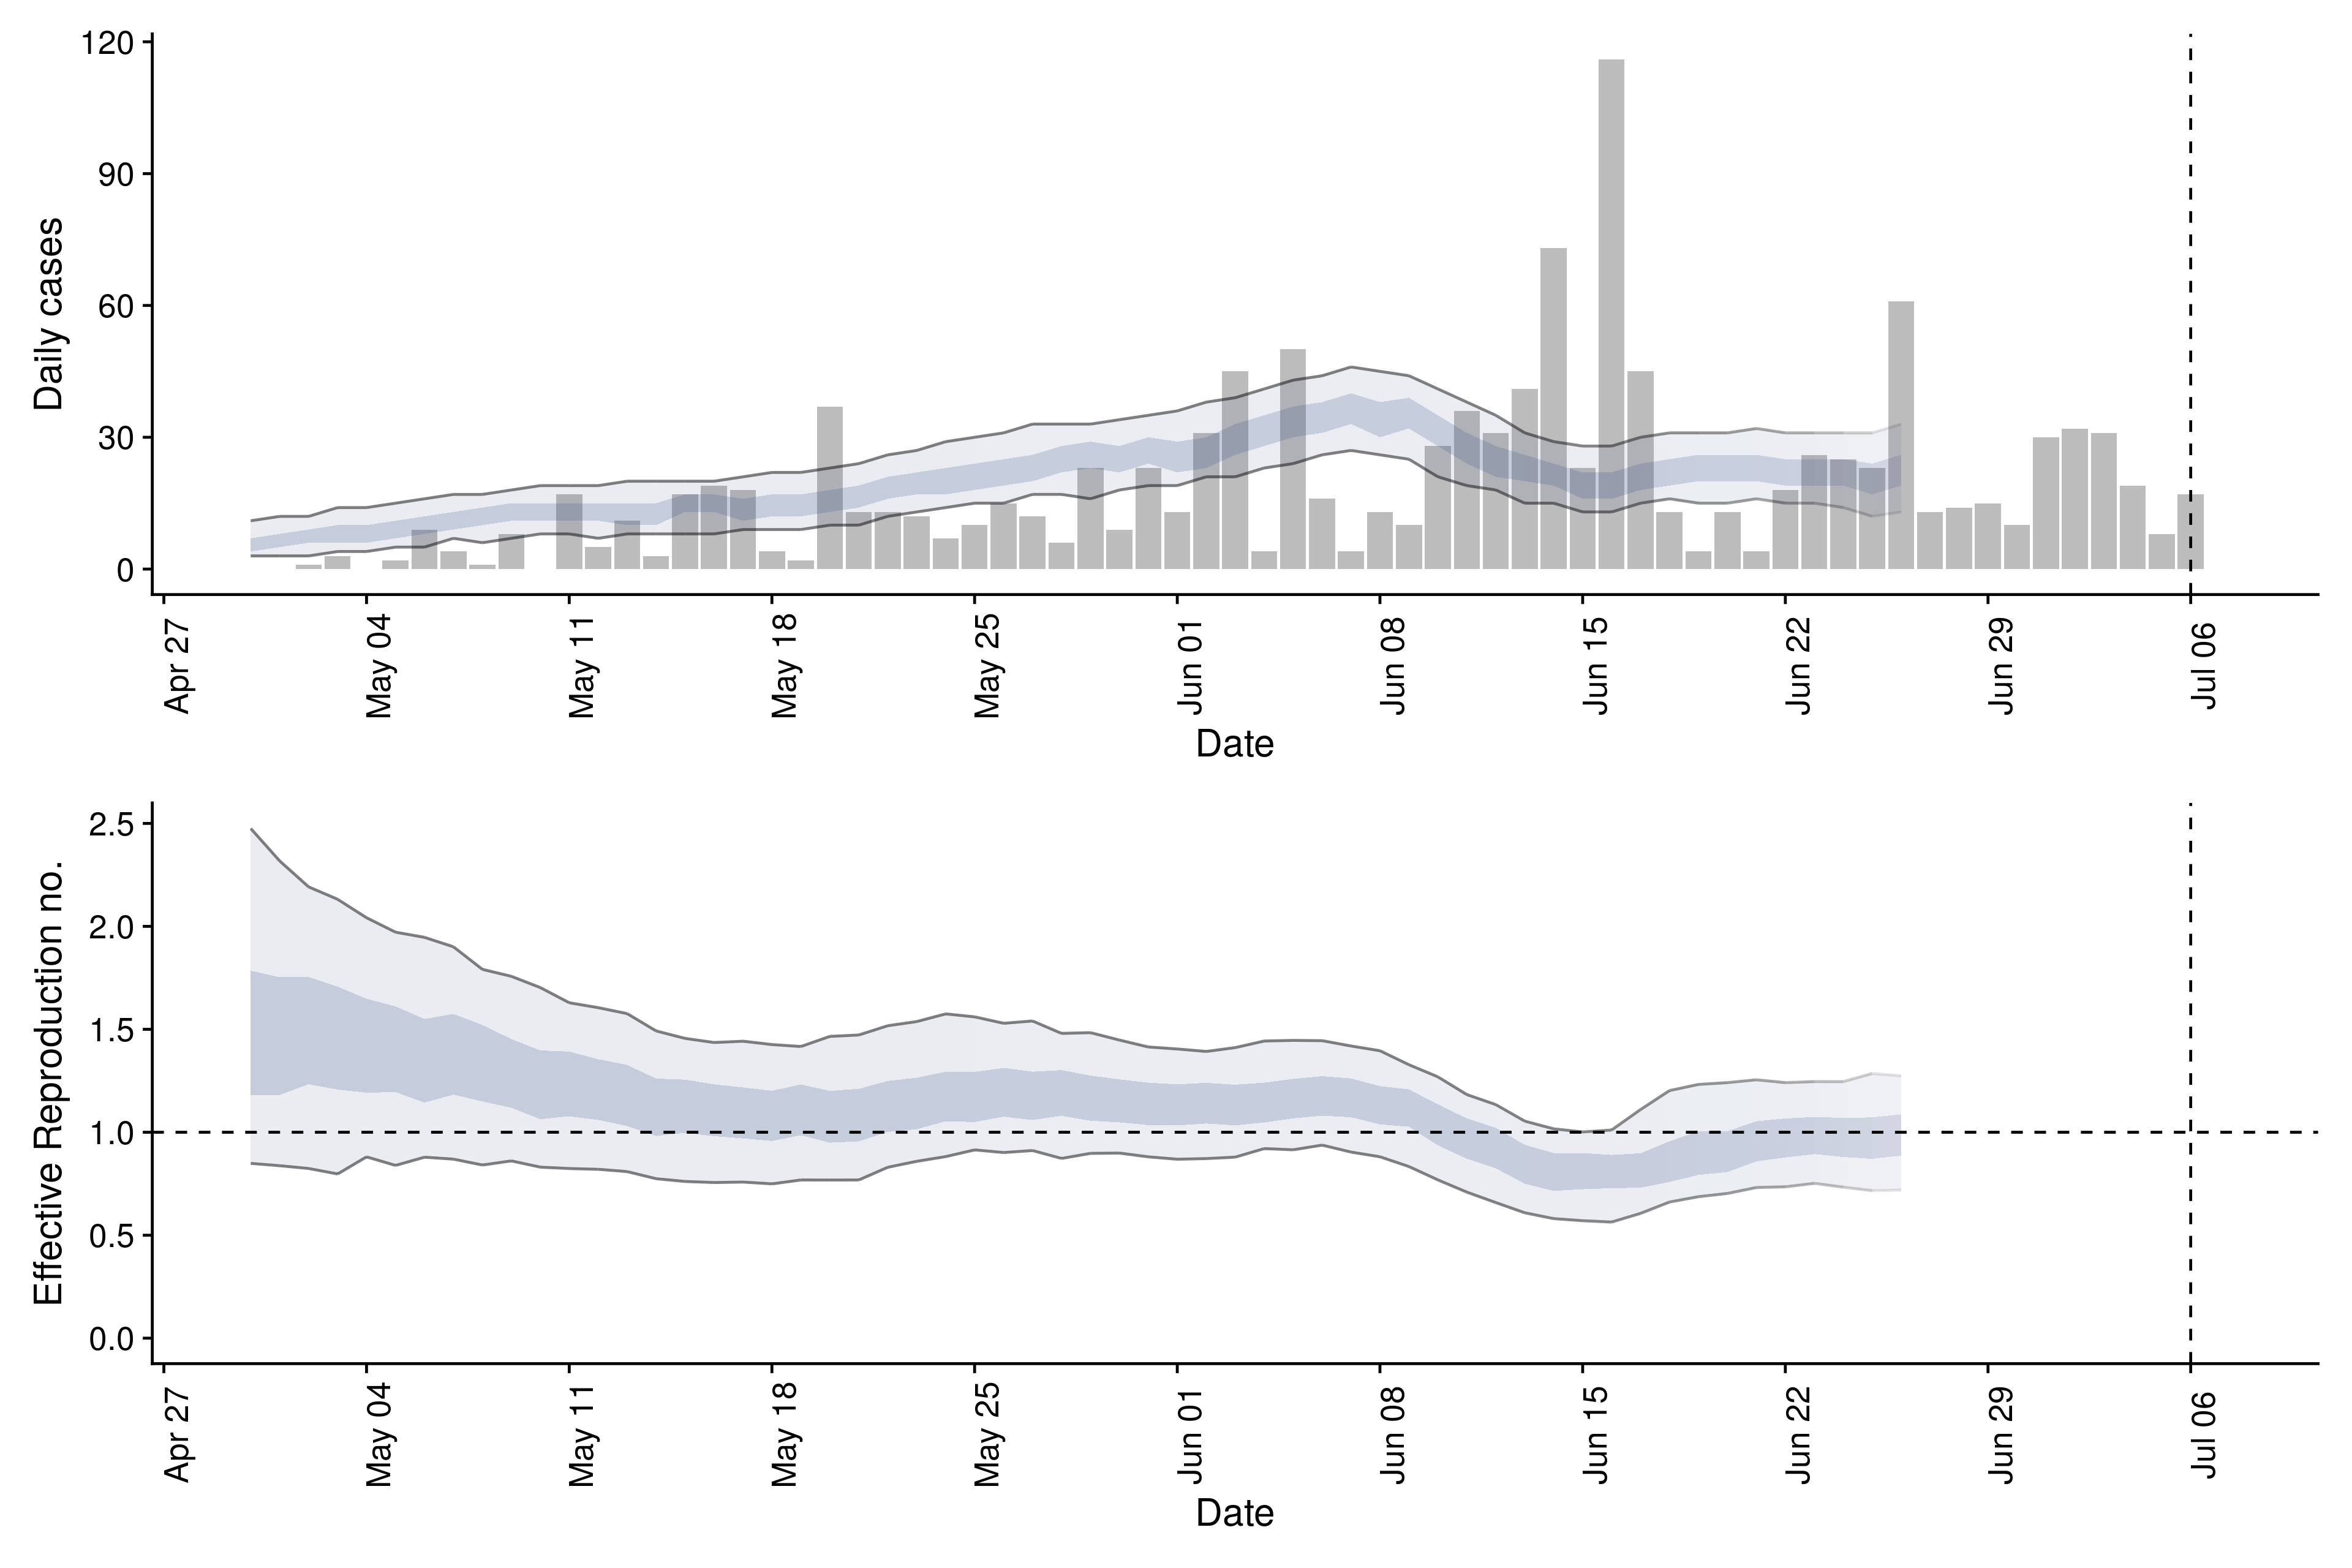 120
90
60
30
0
Daily cases
Apr 27
May 04
May 11
May 18
May 25
Jun 01
Jun 08
Jun 15
Jun 22
Jun 29
Jul 06
Date
2.5
2.0
1.5
1.0
0.5
0.0
Effective Reproduction no.
Apr 27
May 04
May 11
May 18
May 25
Jun 01
Jun 08
Jun 15
Jun 22
Jun 29
Jul 06
Date